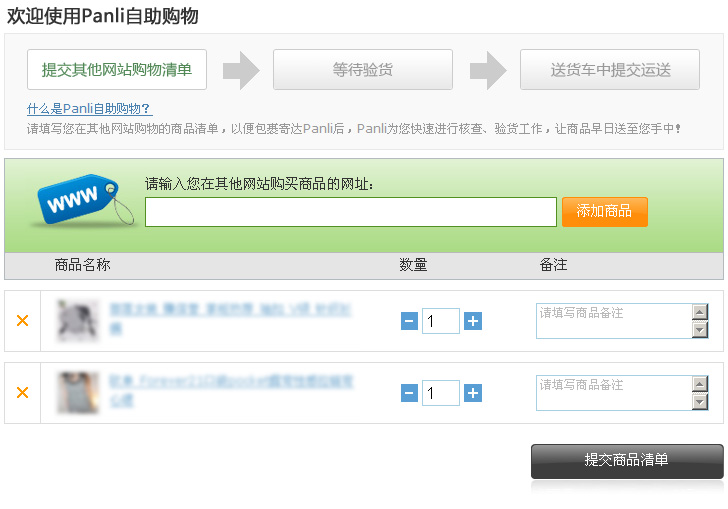 欢迎使用Panli自助购物
提交其他网站购物清单
等待验货
送货车中提交运送
什么是Panli自助购物？
请填写您在其他网站购物的商品清单，以便包裹寄达Panli后，Panli为您快速进行核查、验货工作，让商品早日送至您手中！
WWW
请输入您在其他网站购买商品的网址：
添加商品
商品名称 数量 备注
1 请填写商品备注
Forever21 pocket
1 请填写商品备注
提交商品清单